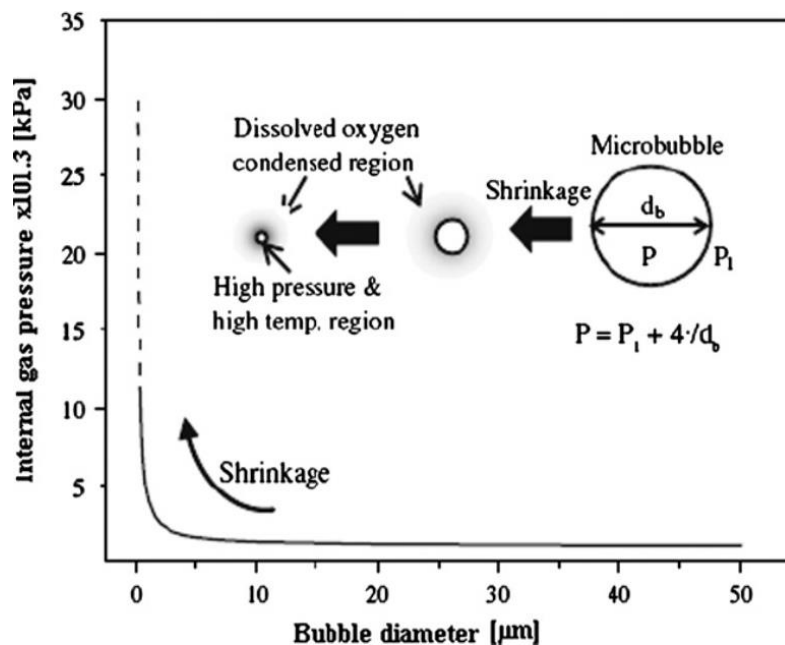 35
30
25
20
15
10
5
Internal gas pressure x101.3 [kPa]
Dissolved oxygen
condensed region
High pressure &
high temp. region
Shrinkage
Microbubble
d_b
P
P_l
P = P_l + 4·/d_b
Shrinkage
0
10
20
30
40
50
Bubble diameter [μm]